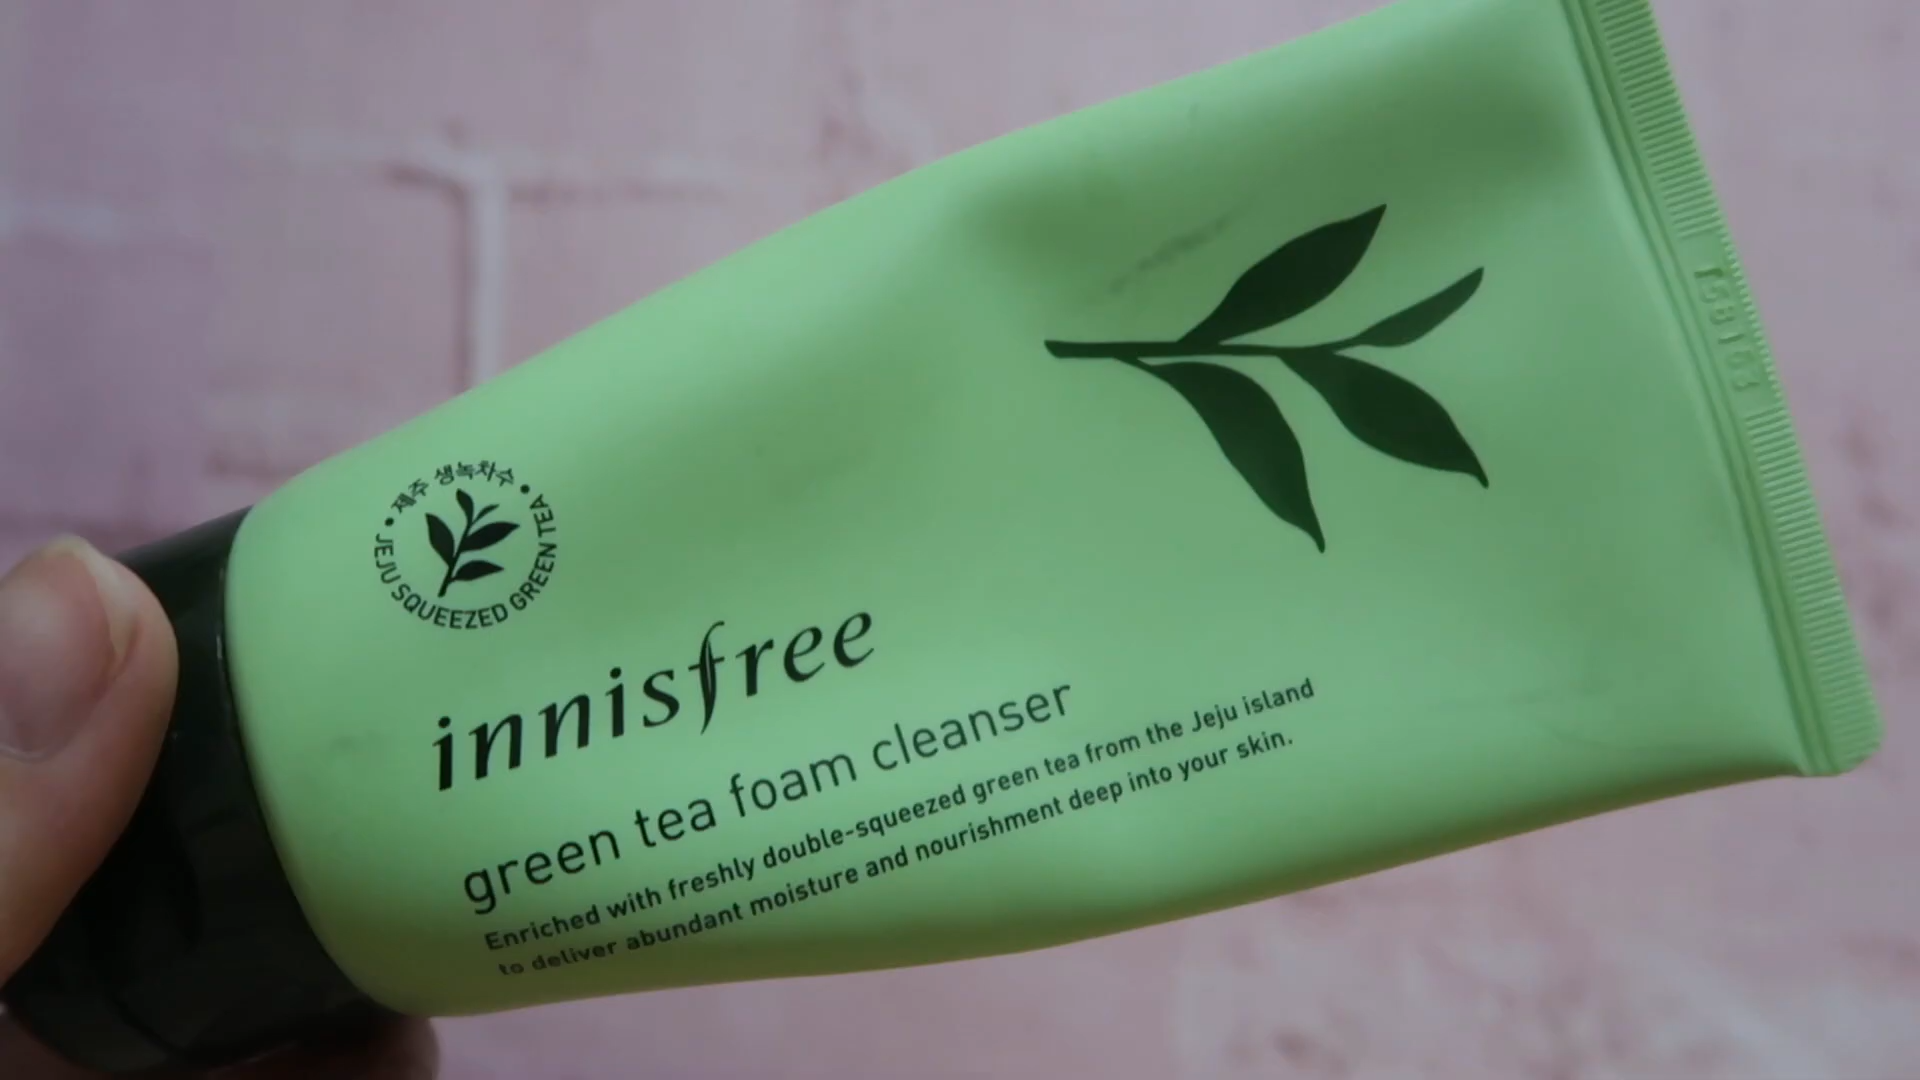 제주 생녹차수
JEJU SQUEEZED GREEN TEA
innisfree
green tea foam cleanser
Enriched with freshly double-squeezed green tea from the Jeju island
to deliver abundant moisture and nourishment deep into your skin.